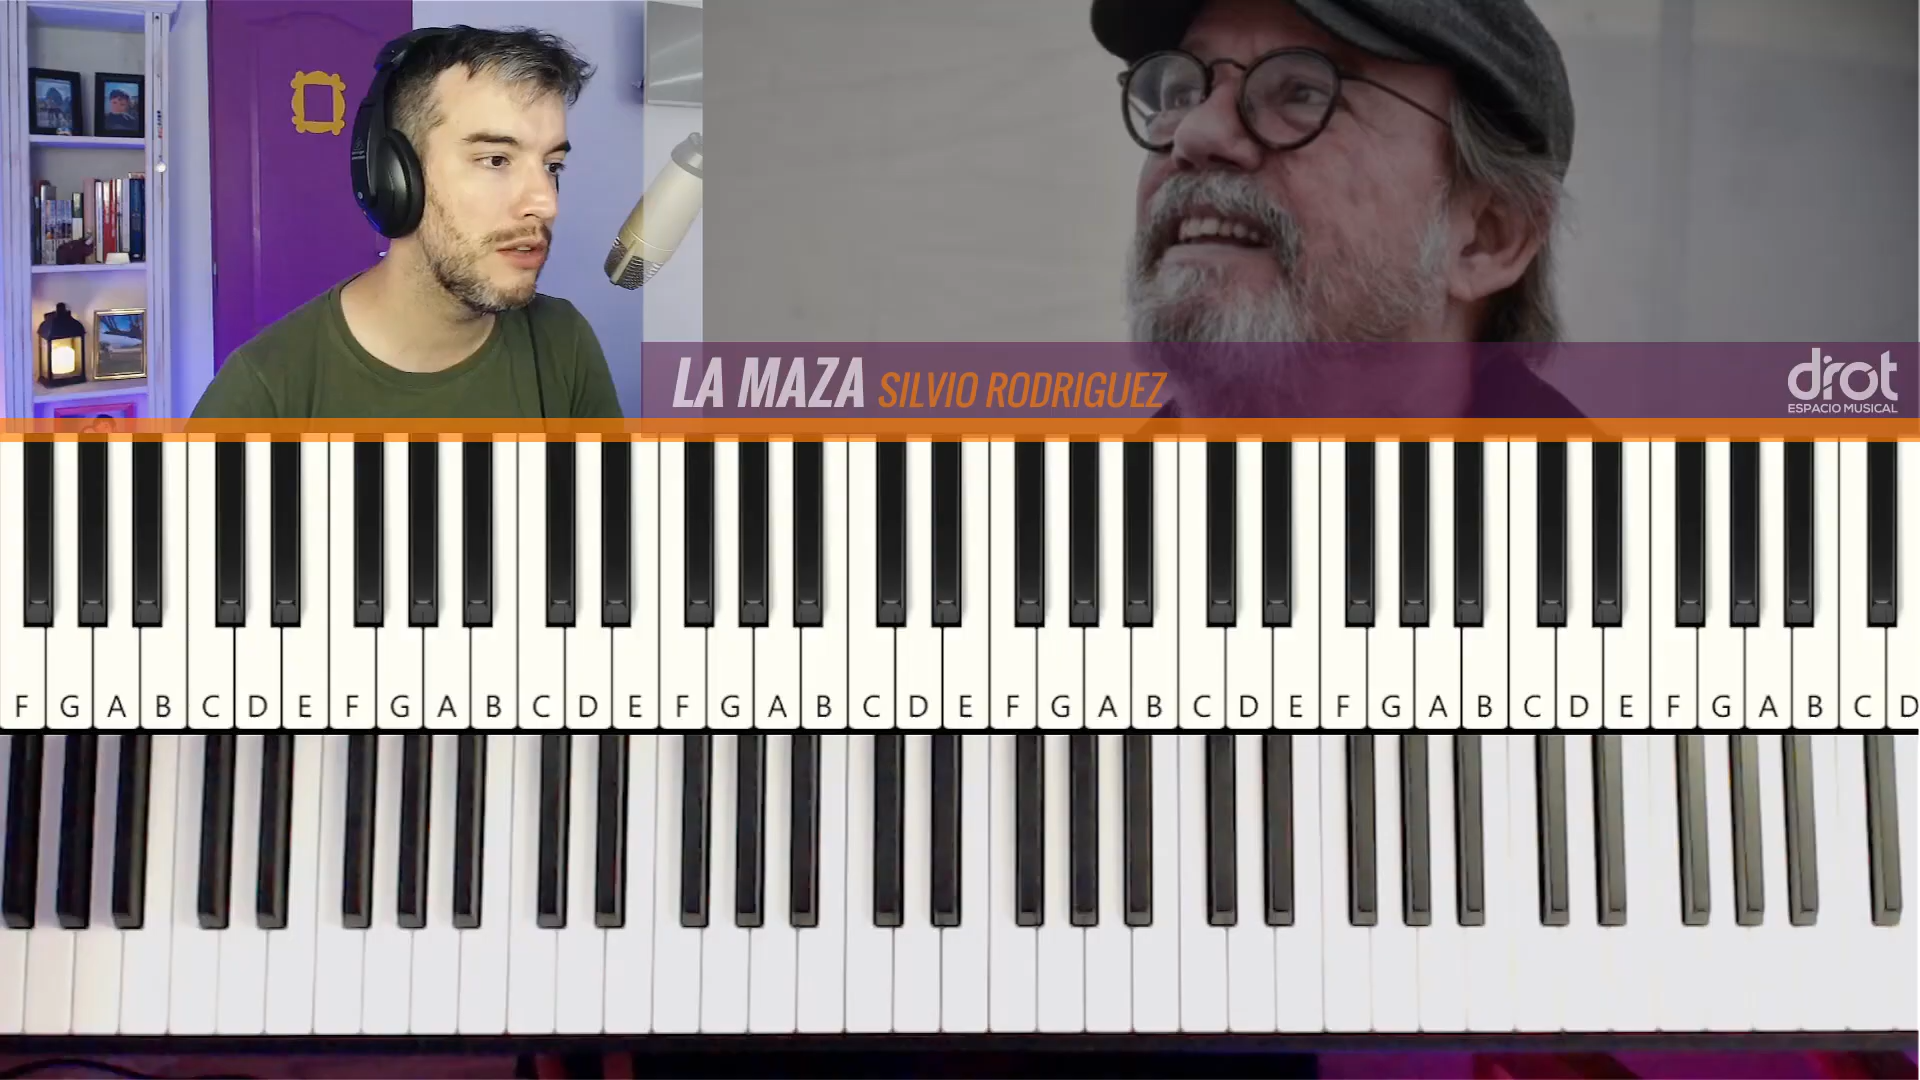 LA MAZA SILVIO RODRIGUEZ
drot
ESPACIO MUSICAL
F G A B C D E F G A B C D E F G A B C D E F G A B C D E F G A B C D E F G A B C D